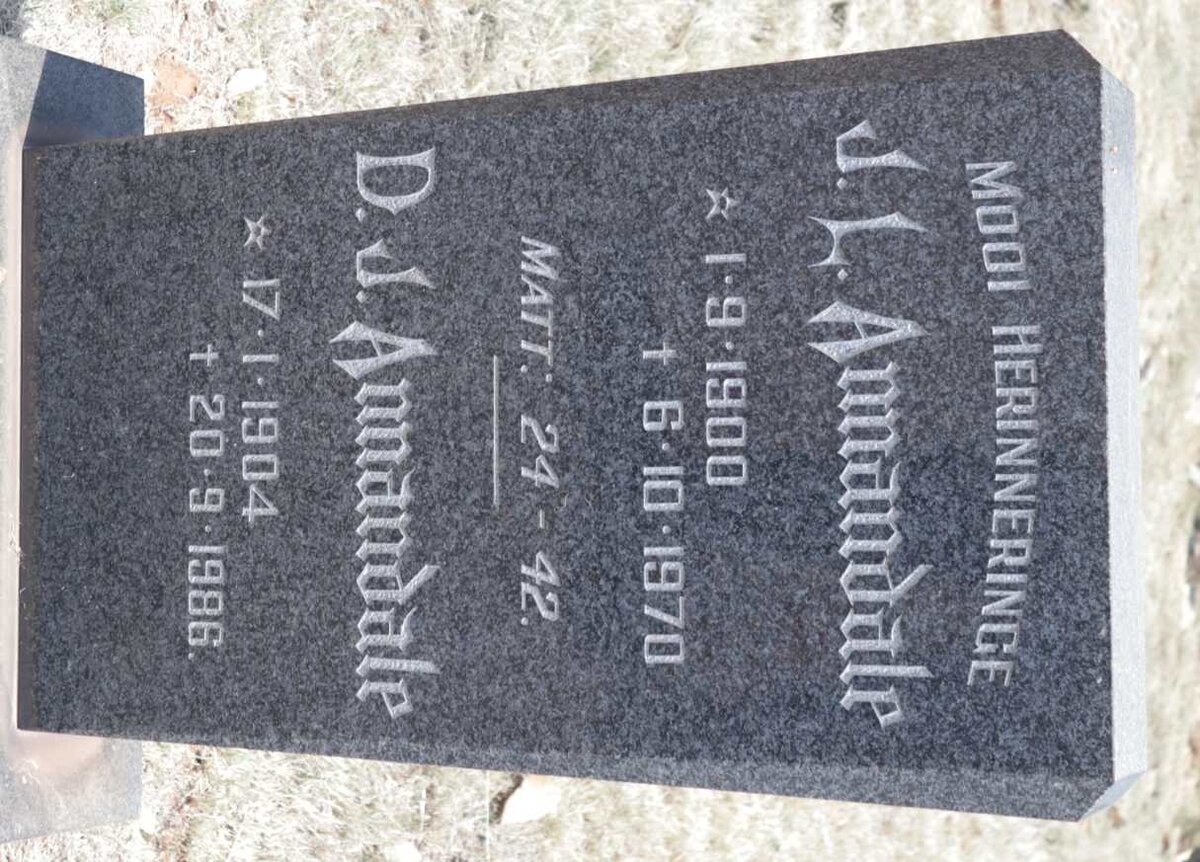 MOOI HERINNERINGE
J. L. Annandale
★ 1·9·1900
✝ 6·10·1970
MATT: 24 - 42.
D. J. Annandale
★ 17·1·1904
✝ 20·9·1986.